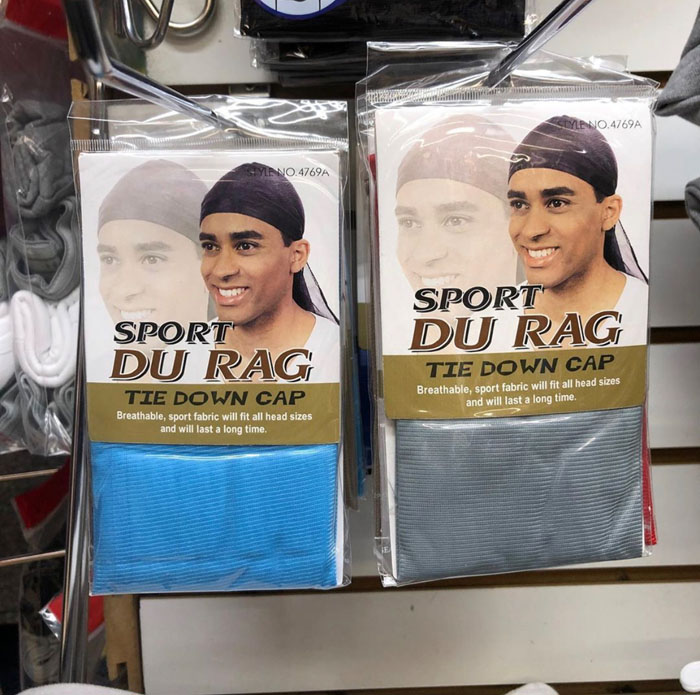 STYLE NO.4769A
SPORT
DU RAG
TIE DOWN CAP
Breathable, sport fabric will fit all head sizes
and will last a long time.
STYLE NO.4769A
SPORT
DU RAG
TIE DOWN CAP
Breathable, sport fabric will fit all head sizes
and will last a long time.